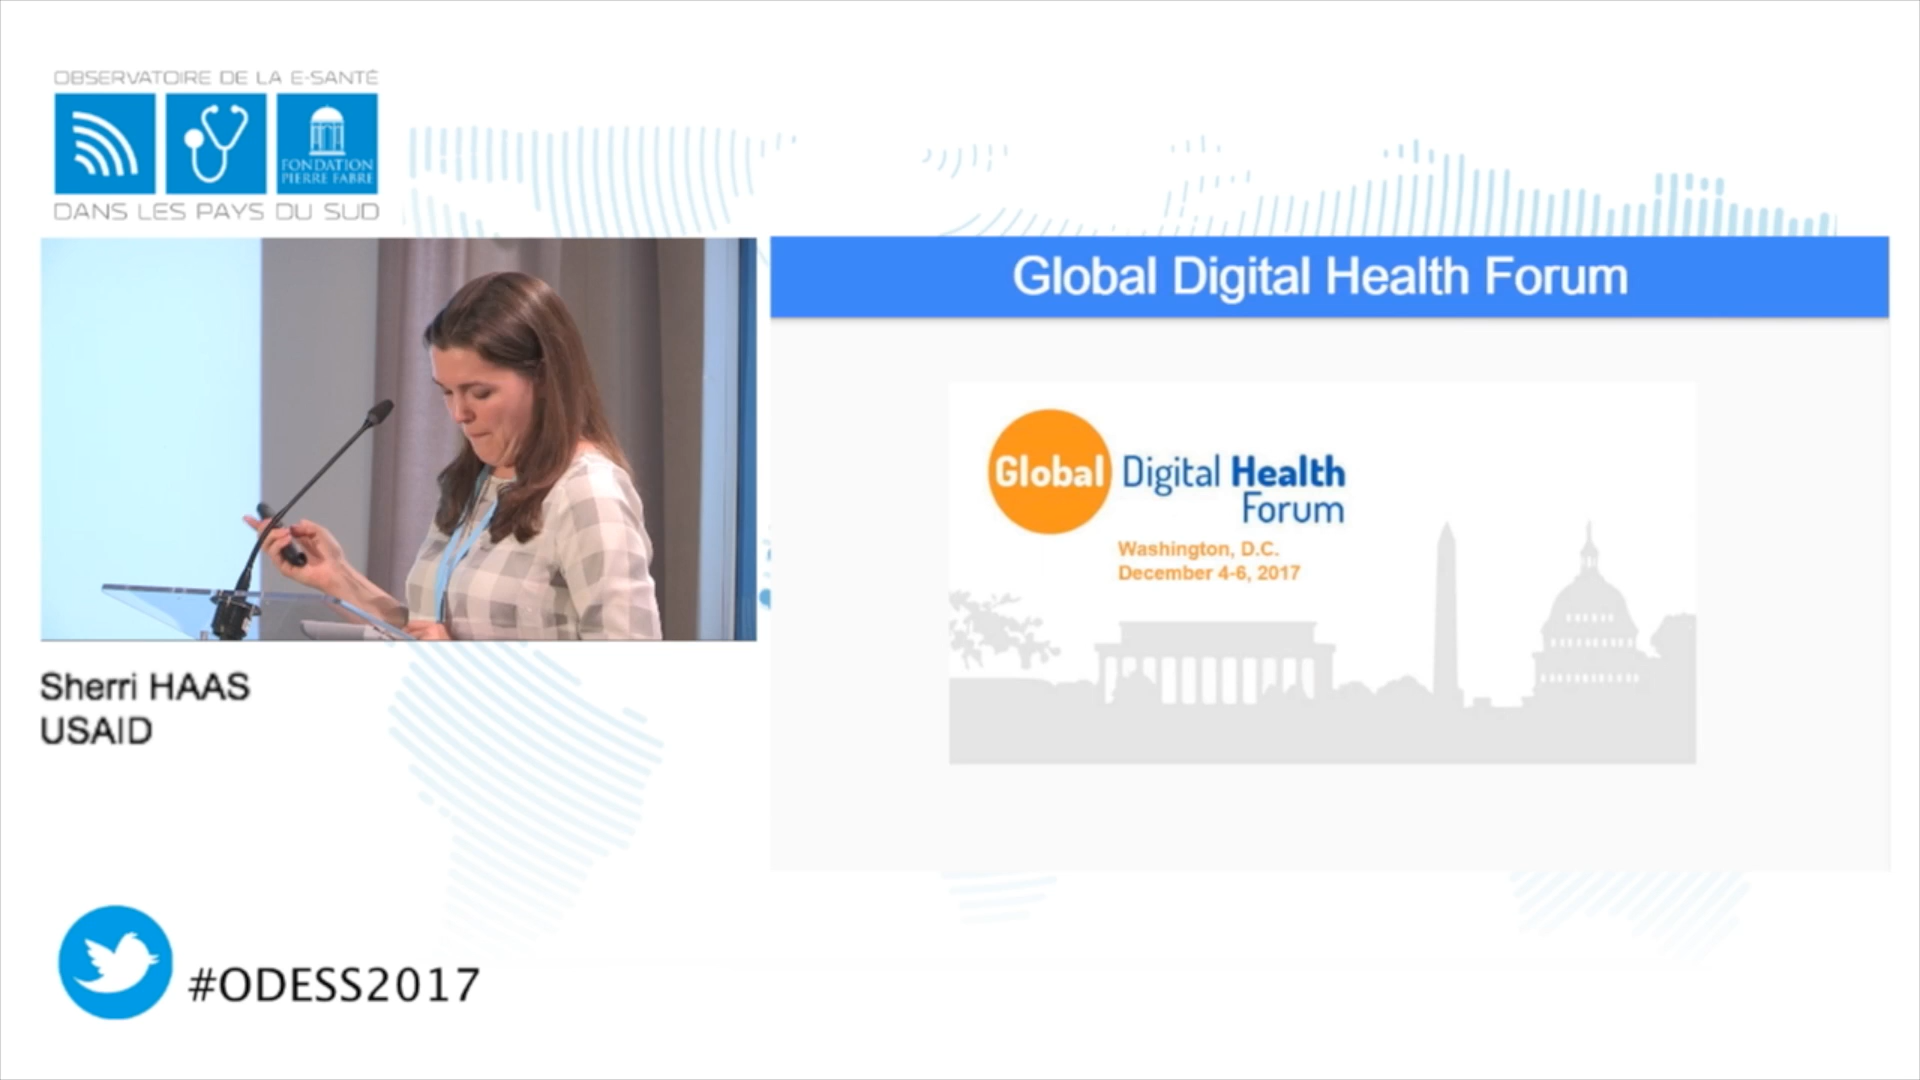 OBSERVATOIRE DE LA E-SANTÉ
FONDATION
PIERRE FABRE
DANS LES PAYS DU SUD
Global Digital Health Forum
Global Digital Health
Forum
Washington, D.C.
December 4-6, 2017
Sherri HAAS
USAID
#ODESS2017